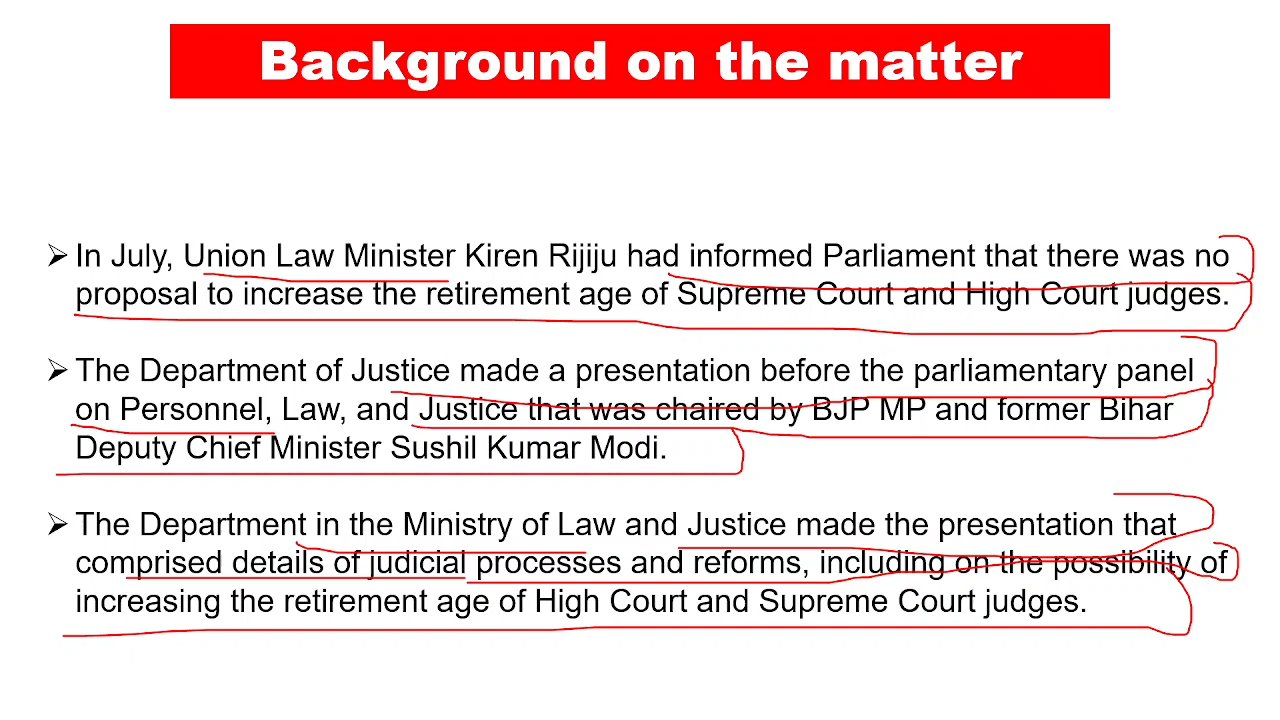 Background on the matter
➢ In July, Union Law Minister Kiren Rijiju had informed Parliament that there was no
proposal to increase the retirement age of Supreme Court and High Court judges.
➢ The Department of Justice made a presentation before the parliamentary panel
on Personnel, Law, and Justice that was chaired by BJP MP and former Bihar
Deputy Chief Minister Sushil Kumar Modi.
➢ The Department in the Ministry of Law and Justice made the presentation that
comprised details of judicial processes and reforms, including on the possibility of
increasing the retirement age of High Court and Supreme Court judges.